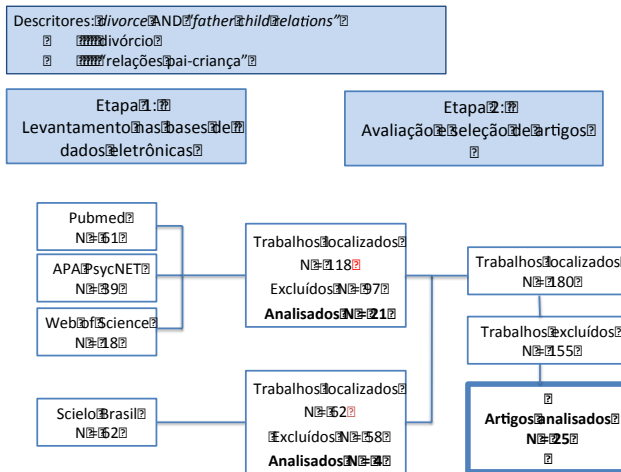 Descritores: divorce AND "father child relations"
divórcio
"relações pai-criança"
Etapa 1:
Levantamento nas bases de
dados eletrônicas
Etapa 2:
Avaliação e seleção de artigos
Pubmed
N = 61
APA PsycNET
N = 39
Web of Science
N = 18
Scielo Brasil
N = 62
Trabalhos localizados
N = 118
Excluídos N = 97
Analisados N = 21
Trabalhos localizados
N = 62
Excluídos N = 58
Analisados N = 4
Trabalhos localizados
N = 180
Trabalhos excluídos
N = 155
Artigos analisados
N = 25